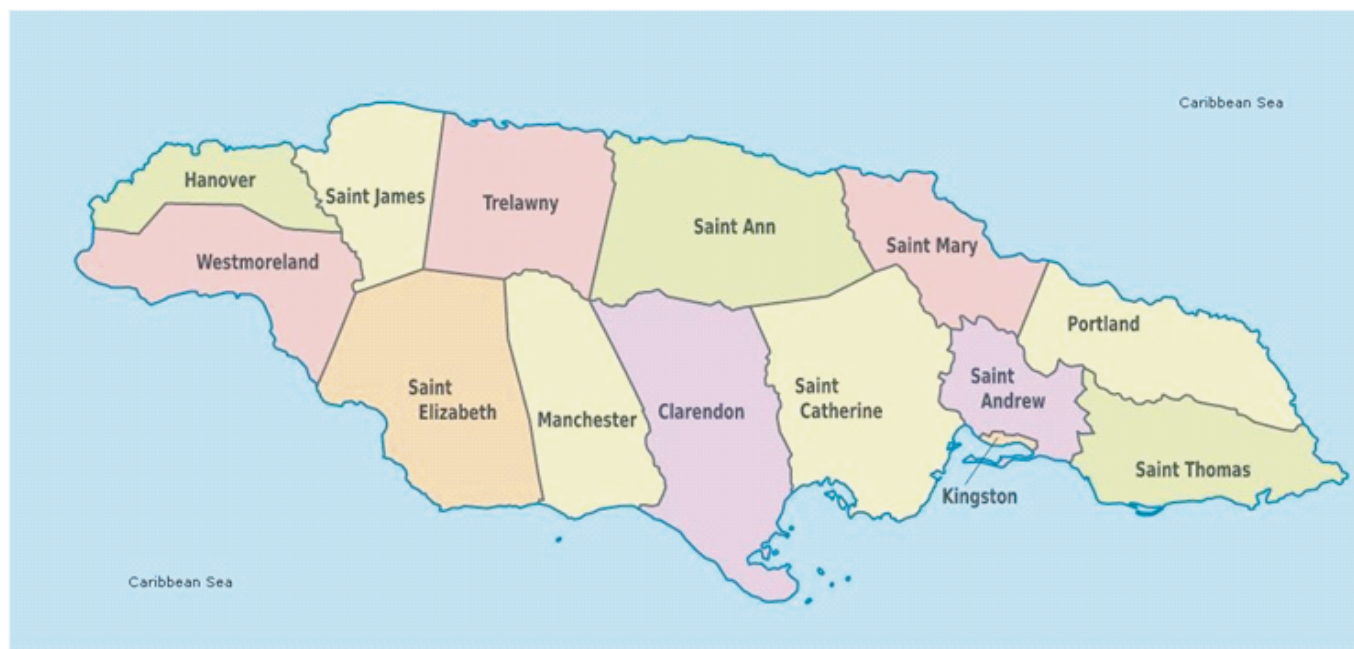 Caribbean Sea
Hanover
Saint James
Trelawny
Saint Ann
Saint Mary
Westmoreland
Portland
Saint
Elizabeth
Manchester
Clarendon
Saint
Catherine
Saint
Andrew
Saint Thomas
Kingston
Caribbean Sea